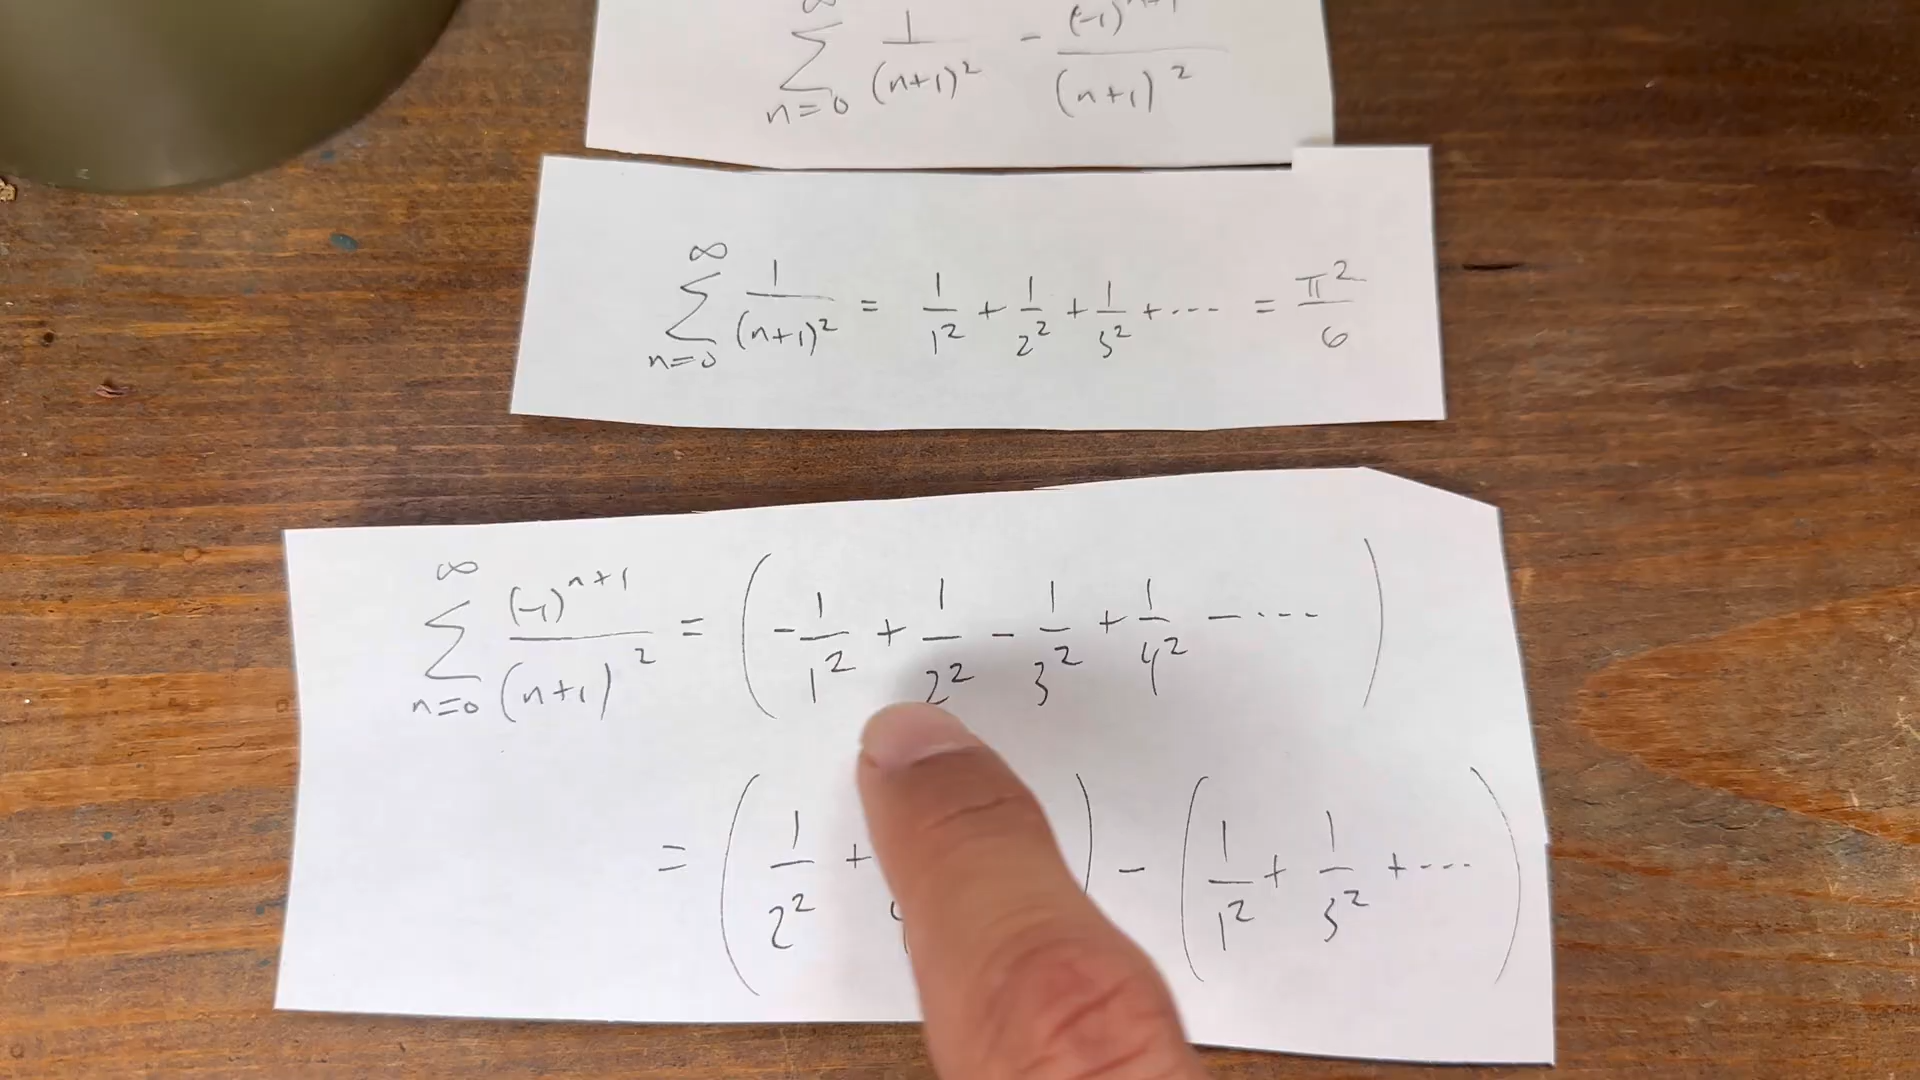 ∞
∑ 1/(n+1)² - (-1)ⁿ⁺¹/(n+1)²
n=0
∞
∑ 1/(n+1)² = 1/1² + 1/2² + 1/3² + ... = π²/6
n=0
∞
∑ (-1)ⁿ⁺¹/(n+1)² = (-1/1² + 1/2² - 1/3² + 1/4² - ...)
n=0
= (1/2² + ) - (1/1² + 1/3² + ...)